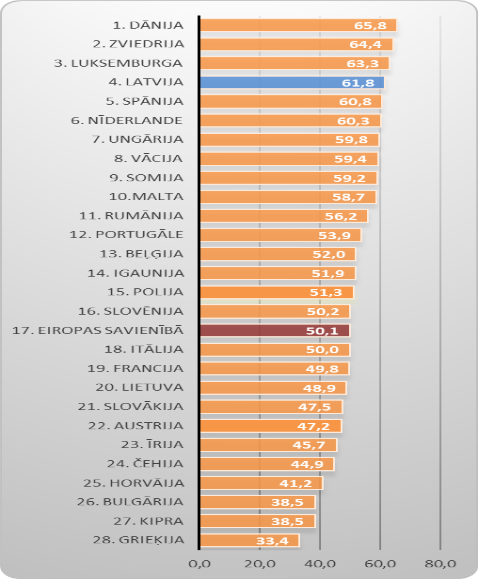 1. DĀNIJA 65,8
2. ZVIEDRIJA 64,4
3. LUKSEMBURGA 63,3
4. LATVIJA 61,8
5. SPĀNIJA 60,8
6. NĪDERLANDE 60,3
7. UNGĀRIJA 59,8
8. VĀCIJA 59,4
9. SOMIJA 59,2
10.MALTA 58,7
11. RUMĀNIJA 56,2
12. PORTUGĀLE 53,9
13. BEĻĢIJA 52,0
14. IGAUNIJA 51,9
15. POLIJA 51,3
16. SLOVĒNIJA 50,2
17. EIROPAS SAVIENĪBĀ 50,1
18. ITĀLIJA 50,0
19. FRANCIJA 49,8
20. LIETUVA 48,9
21. SLOVĀKIJA 47,5
22. AUSTRIJA 47,2
23. ĪRIJA 45,7
24. ČEHIJA 44,9
25. HORVĀIJA 41,2
26. BULGĀRIJA 38,5
27. KIPRA 38,5
28. GRIEĶIJA 33,4
0,0 20,0 40,0 60,0 80,0